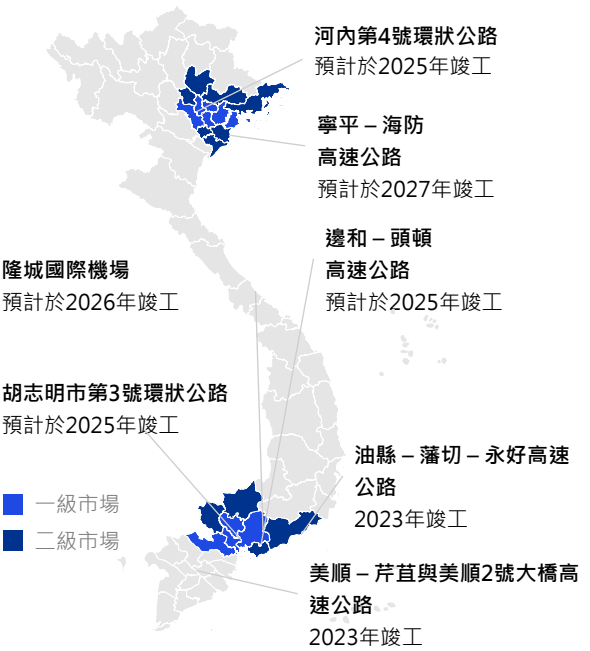 河內第4號環狀公路
預計於2025年竣工
寧平 – 海防
高速公路
預計於2027年竣工
邊和 – 頭頓
高速公路
預計於2025年竣工
隆城國際機場
預計於2026年竣工
胡志明市第3號環狀公路
預計於2025年竣工
油縣 – 藩切 – 永好高速
公路
2023年竣工
一級市場
二級市場
美順 – 芹苴與美順2號大橋高
速公路
2023年竣工